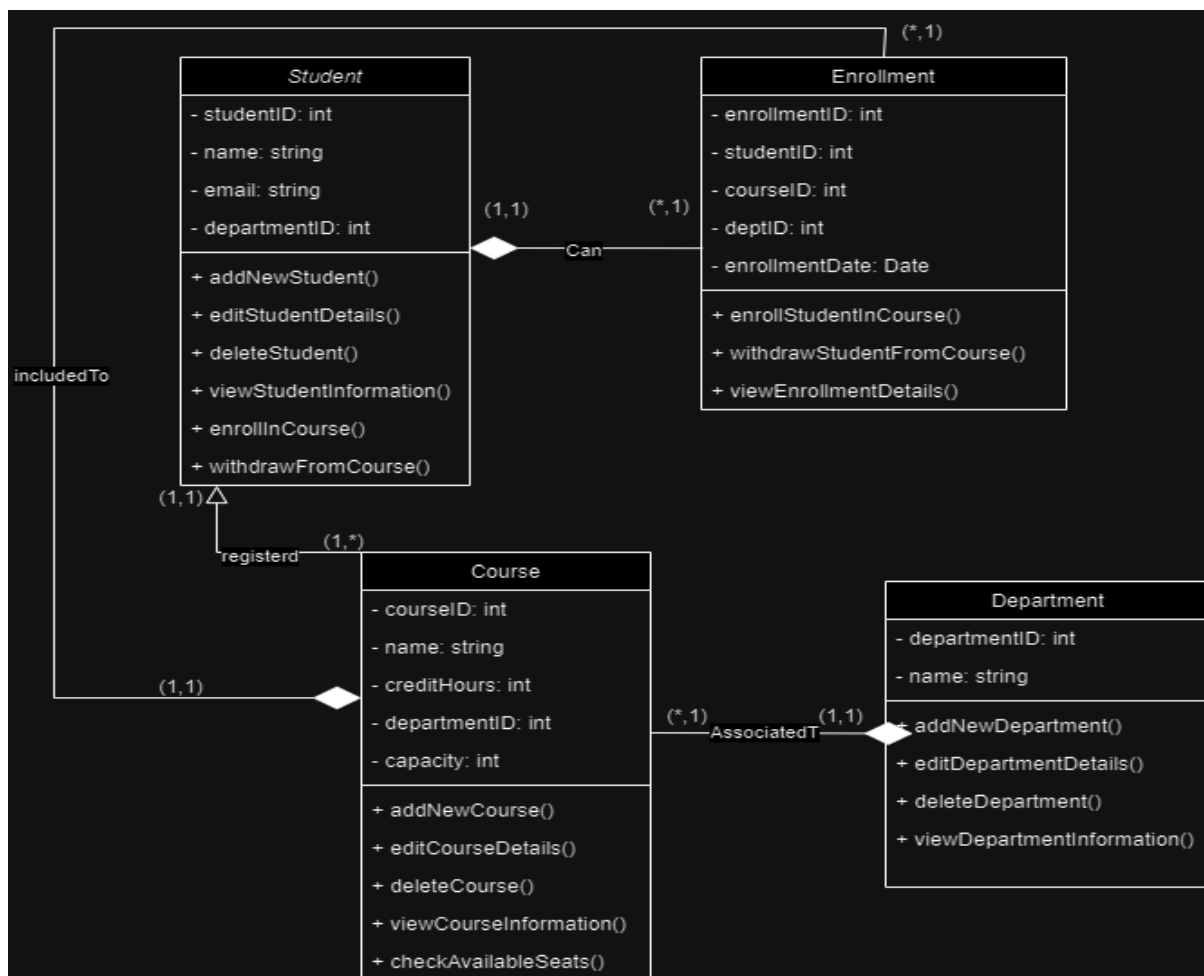 (*,1)
Student
- studentID: int
- name: string
- email: string
- departmentID: int
+ addNewStudent()
+ editStudentDetails()
+ deleteStudent()
+ viewStudentInformation()
+ enrollInCourse()
+ withdrawFromCourse()
(1,1)
(*,1)
Can
Enrollment
- enrollmentID: int
- studentID: int
- courseID: int
- deptID: int
- enrollmentDate: Date
+ enrollStudentInCourse()
+ withdrawStudentFromCourse()
+ viewEnrollmentDetails()
includedTo
(1,1)
registerd
(1,*)
(1,1)
Course
- courseID: int
- name: string
- creditHours: int
- departmentID: int
- capacity: int
+ addNewCourse()
+ editCourseDetails()
+ deleteCourse()
+ viewCourseInformation()
+ checkAvailableSeats()
(*,1)
AssociatedT
(1,1)
Department
- departmentID: int
- name: string
+ addNewDepartment()
+ editDepartmentDetails()
+ deleteDepartment()
+ viewDepartmentInformation()